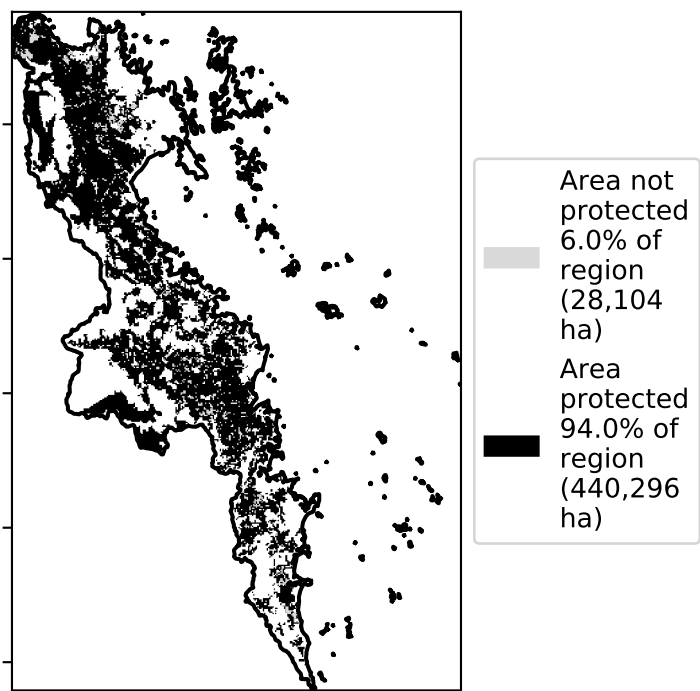 Area not
protected
6.0% of
region
(28,104
ha)
Area
protected
94.0% of
region
(440,296
ha)